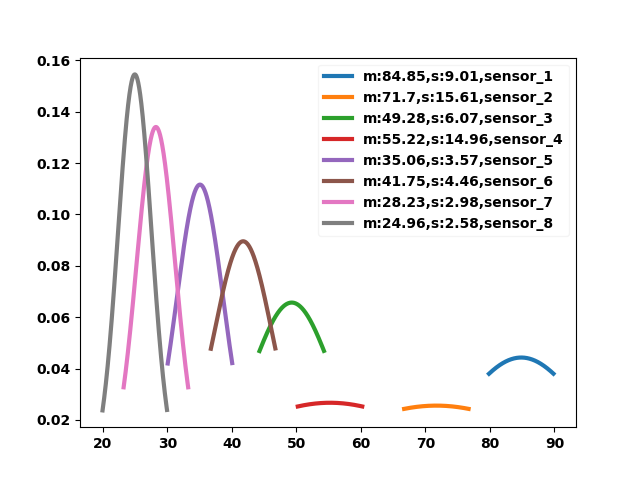 0.16
0.14
0.12
0.10
0.08
0.06
0.04
0.02
m:84.85,s:9.01,sensor_1
m:71.7,s:15.61,sensor_2
m:49.28,s:6.07,sensor_3
m:55.22,s:14.96,sensor_4
m:35.06,s:3.57,sensor_5
m:41.75,s:4.46,sensor_6
m:28.23,s:2.98,sensor_7
m:24.96,s:2.58,sensor_8
20 30 40 50 60 70 80 90